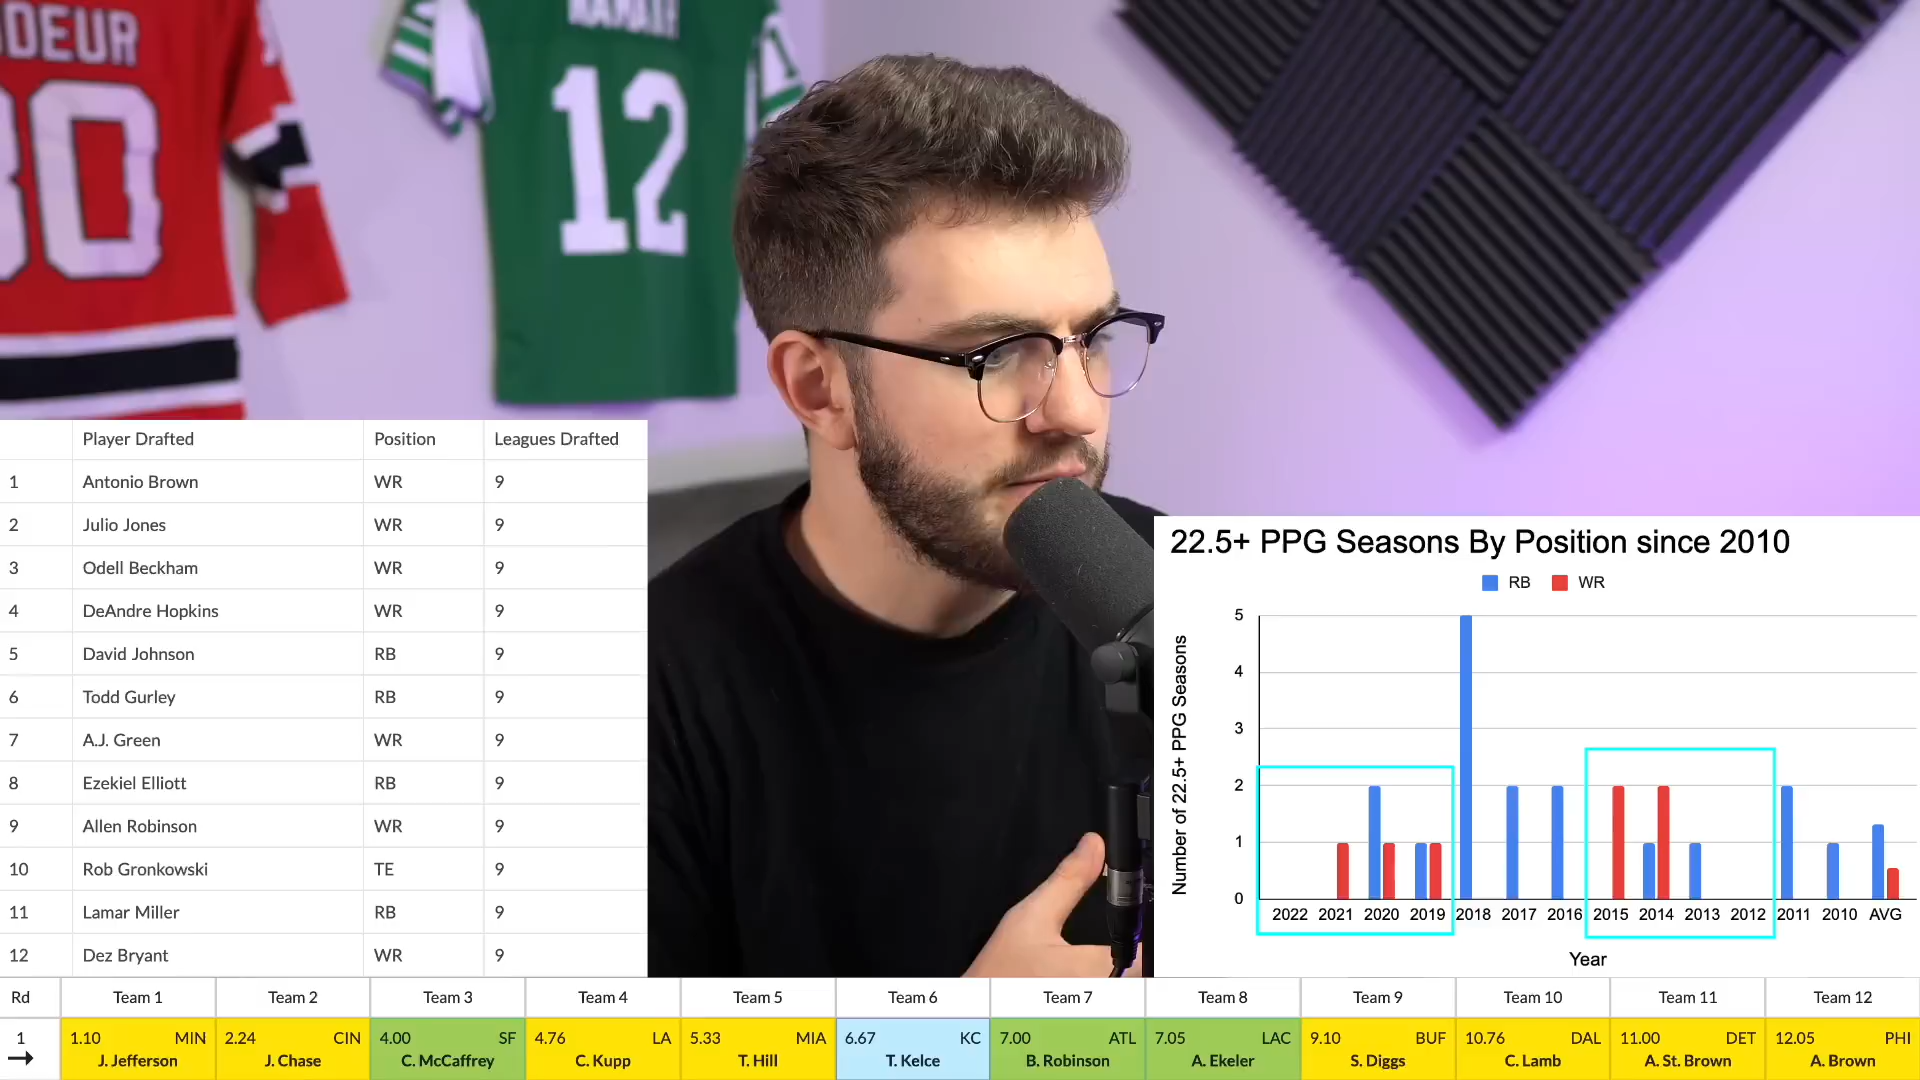 12
Player Drafted Position Leagues Drafted
1 Antonio Brown WR 9
2 Julio Jones WR 9
3 Odell Beckham WR 9
4 DeAndre Hopkins WR 9
5 David Johnson RB 9
6 Todd Gurley RB 9
7 A.J. Green WR 9
8 Ezekiel Elliott RB 9
9 Allen Robinson WR 9
10 Rob Gronkowski TE 9
11 Lamar Miller RB 9
12 Dez Bryant WR 9
22.5+ PPG Seasons By Position since 2010
RB WR
Number of 22.5+ PPG Seasons
5
4
3
2
1
0
2022 2021 2020 2019 2018 2017 2016 2015 2014 2013 2012 2011 2010 AVG
Year
Rd Team 1 Team 2 Team 3 Team 4 Team 5 Team 6 Team 7 Team 8 Team 9 Team 10 Team 11 Team 12
1 1.10 MIN 2.24 CIN 4.00 SF 4.76 LA 5.33 MIA 6.67 KC 7.00 ATL 7.05 LAC 9.10 BUF 10.76 DAL 11.00 DET 12.05 PHI
→ J. Jefferson J. Chase C. McCaffrey C. Kupp T. Hill T. Kelce B. Robinson A. Ekeler S. Diggs C. Lamb A. St. Brown A. Brown